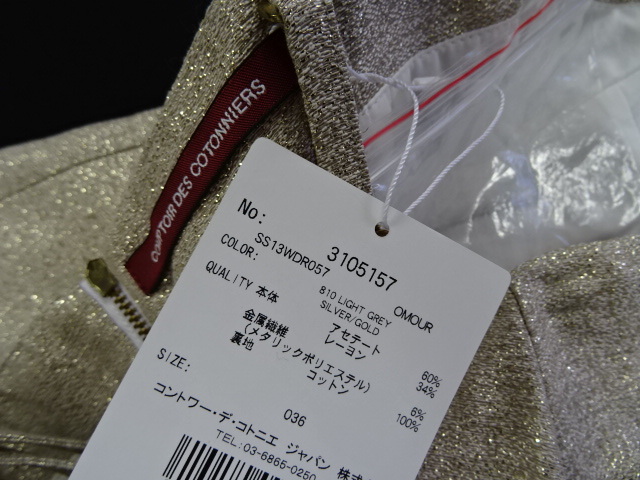 COMPTOIR DES COTONNIERS
No: 3105157
SS13WDR057 OMOUR
COLOR: 810 LIGHT GREY
SILVER/GOLD
QUALITY 本体 アセテート 60%
レーヨン 34%
金属繊維
(メタリックポリエステル) 6%
裏地 コットン 100%
SIZE: 036
コントワー・デ・コトニエ ジャパン 株式
TEL:03-6865-0250